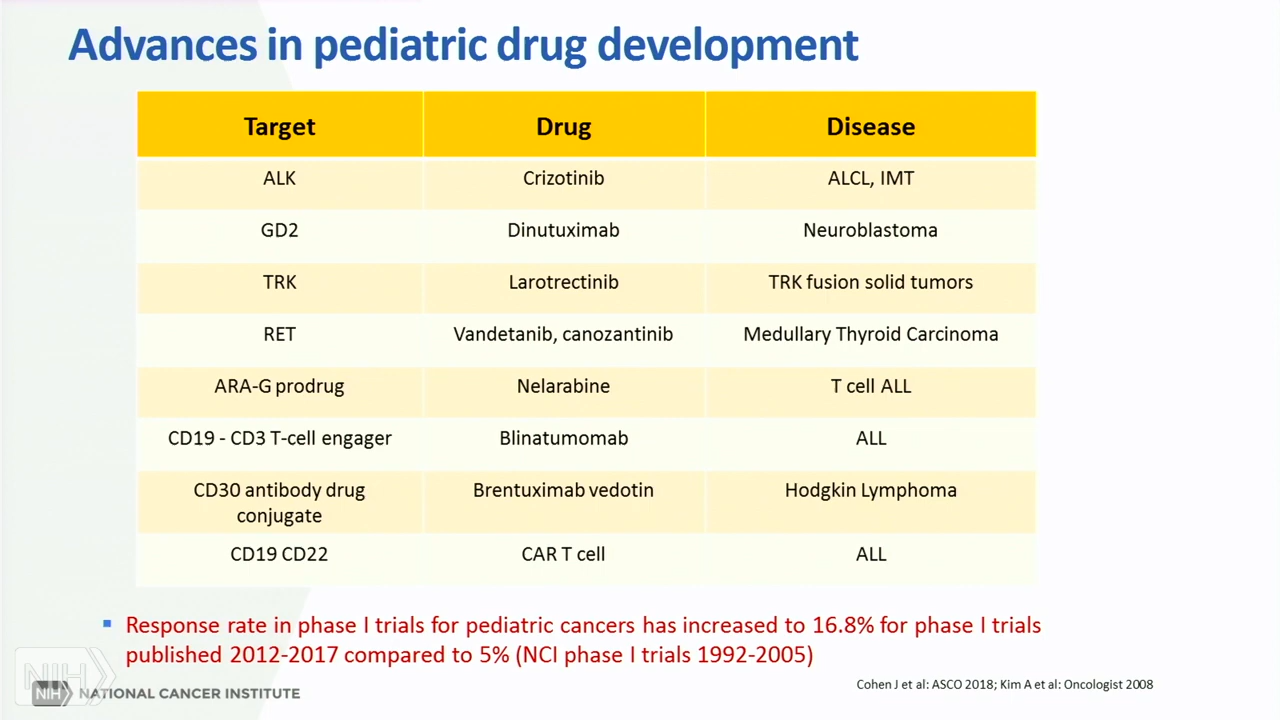 Advances in pediatric drug development
Target Drug Disease
ALK Crizotinib ALCL, IMT
GD2 Dinutuximab Neuroblastoma
TRK Larotrectinib TRK fusion solid tumors
RET Vandetanib, canozantinib Medullary Thyroid Carcinoma
ARA-G prodrug Nelarabine T cell ALL
CD19 - CD3 T-cell engager Blinatumomab ALL
CD30 antibody drug Brentuximab vedotin Hodgkin Lymphoma
conjugate
CD19 CD22 CAR T cell ALL
Response rate in phase I trials for pediatric cancers has increased to 16.8% for phase I trials
published 2012-2017 compared to 5% (NCI phase I trials 1992-2005)
NIH
NIH NATIONAL CANCER INSTITUTE
Cohen J et al: ASCO 2018; Kim A et al: Oncologist 2008